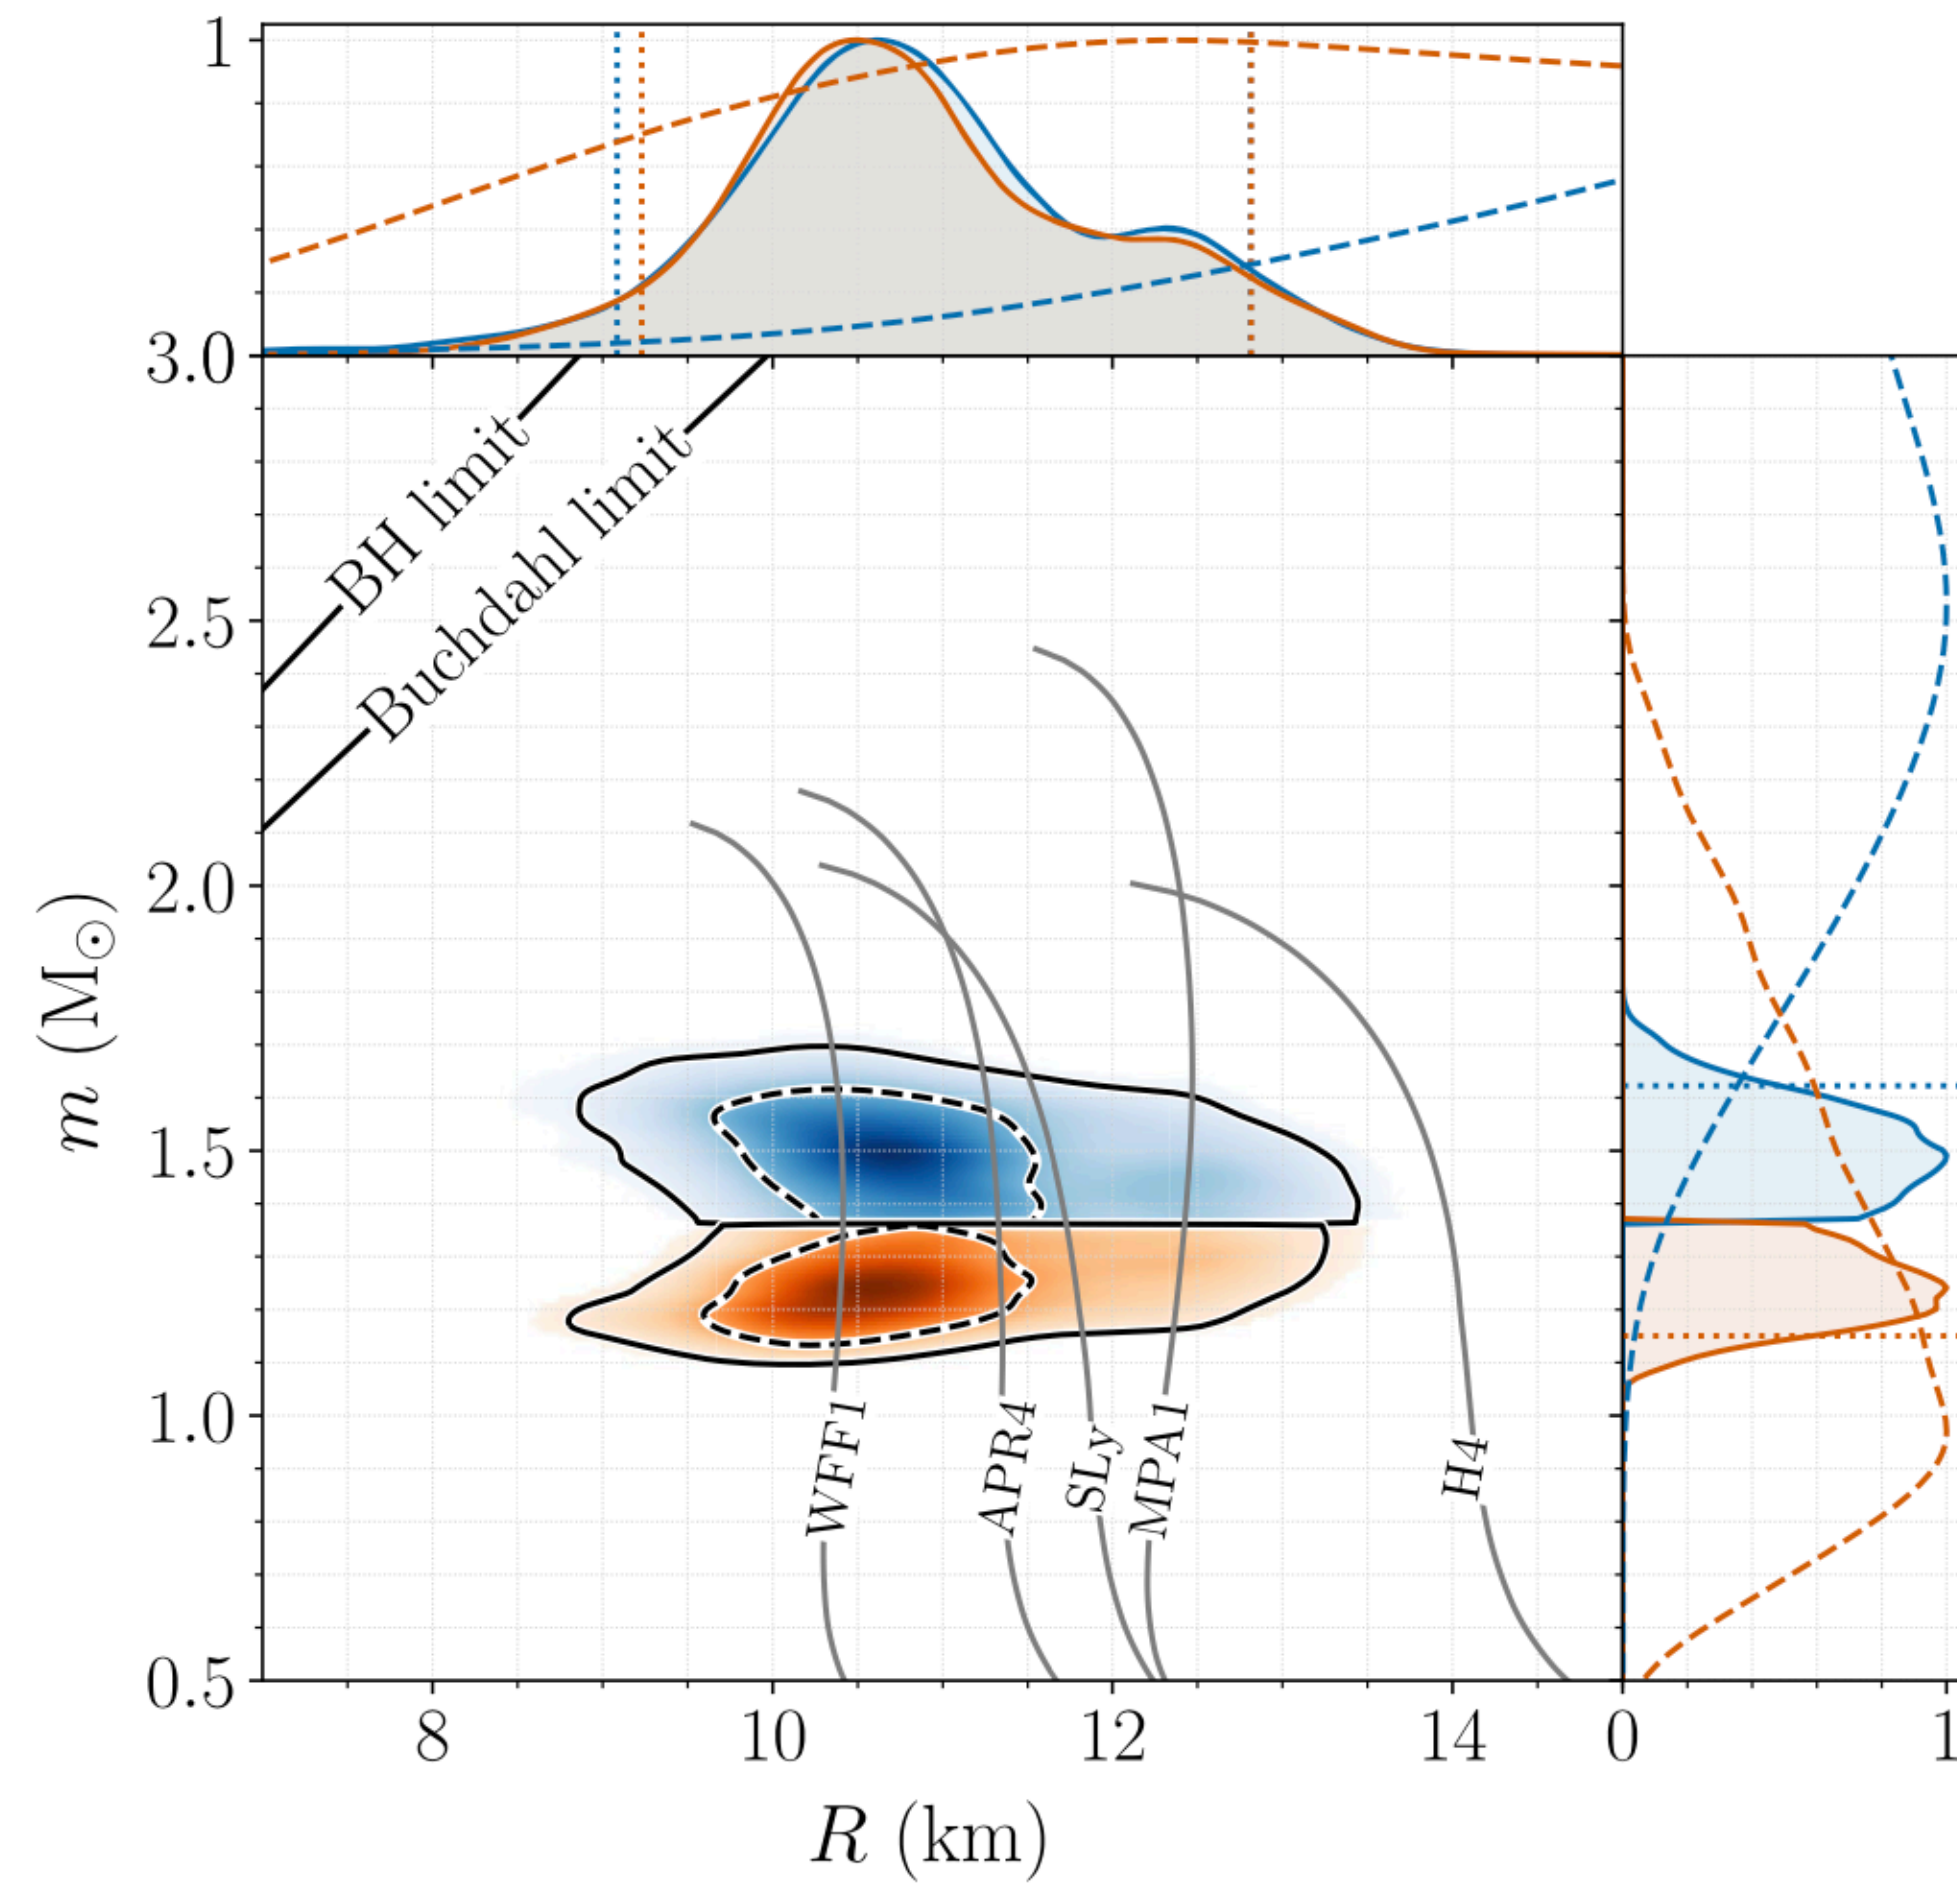 1
3.0
BH limit
Buchdahl limit
2.5
2.0
m (M⊙)
1.5
1.0
WFF1
APR4
SLy
MPA1
H4
0.5
8 10 12 14 0 1
R (km)